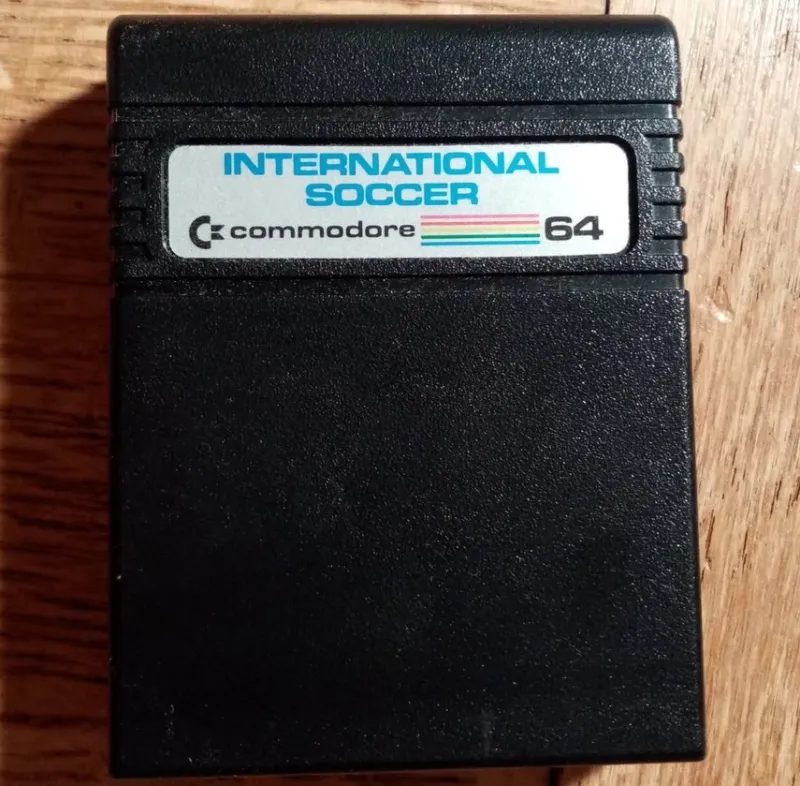 INTERNATIONAL
SOCCER
commodore 64